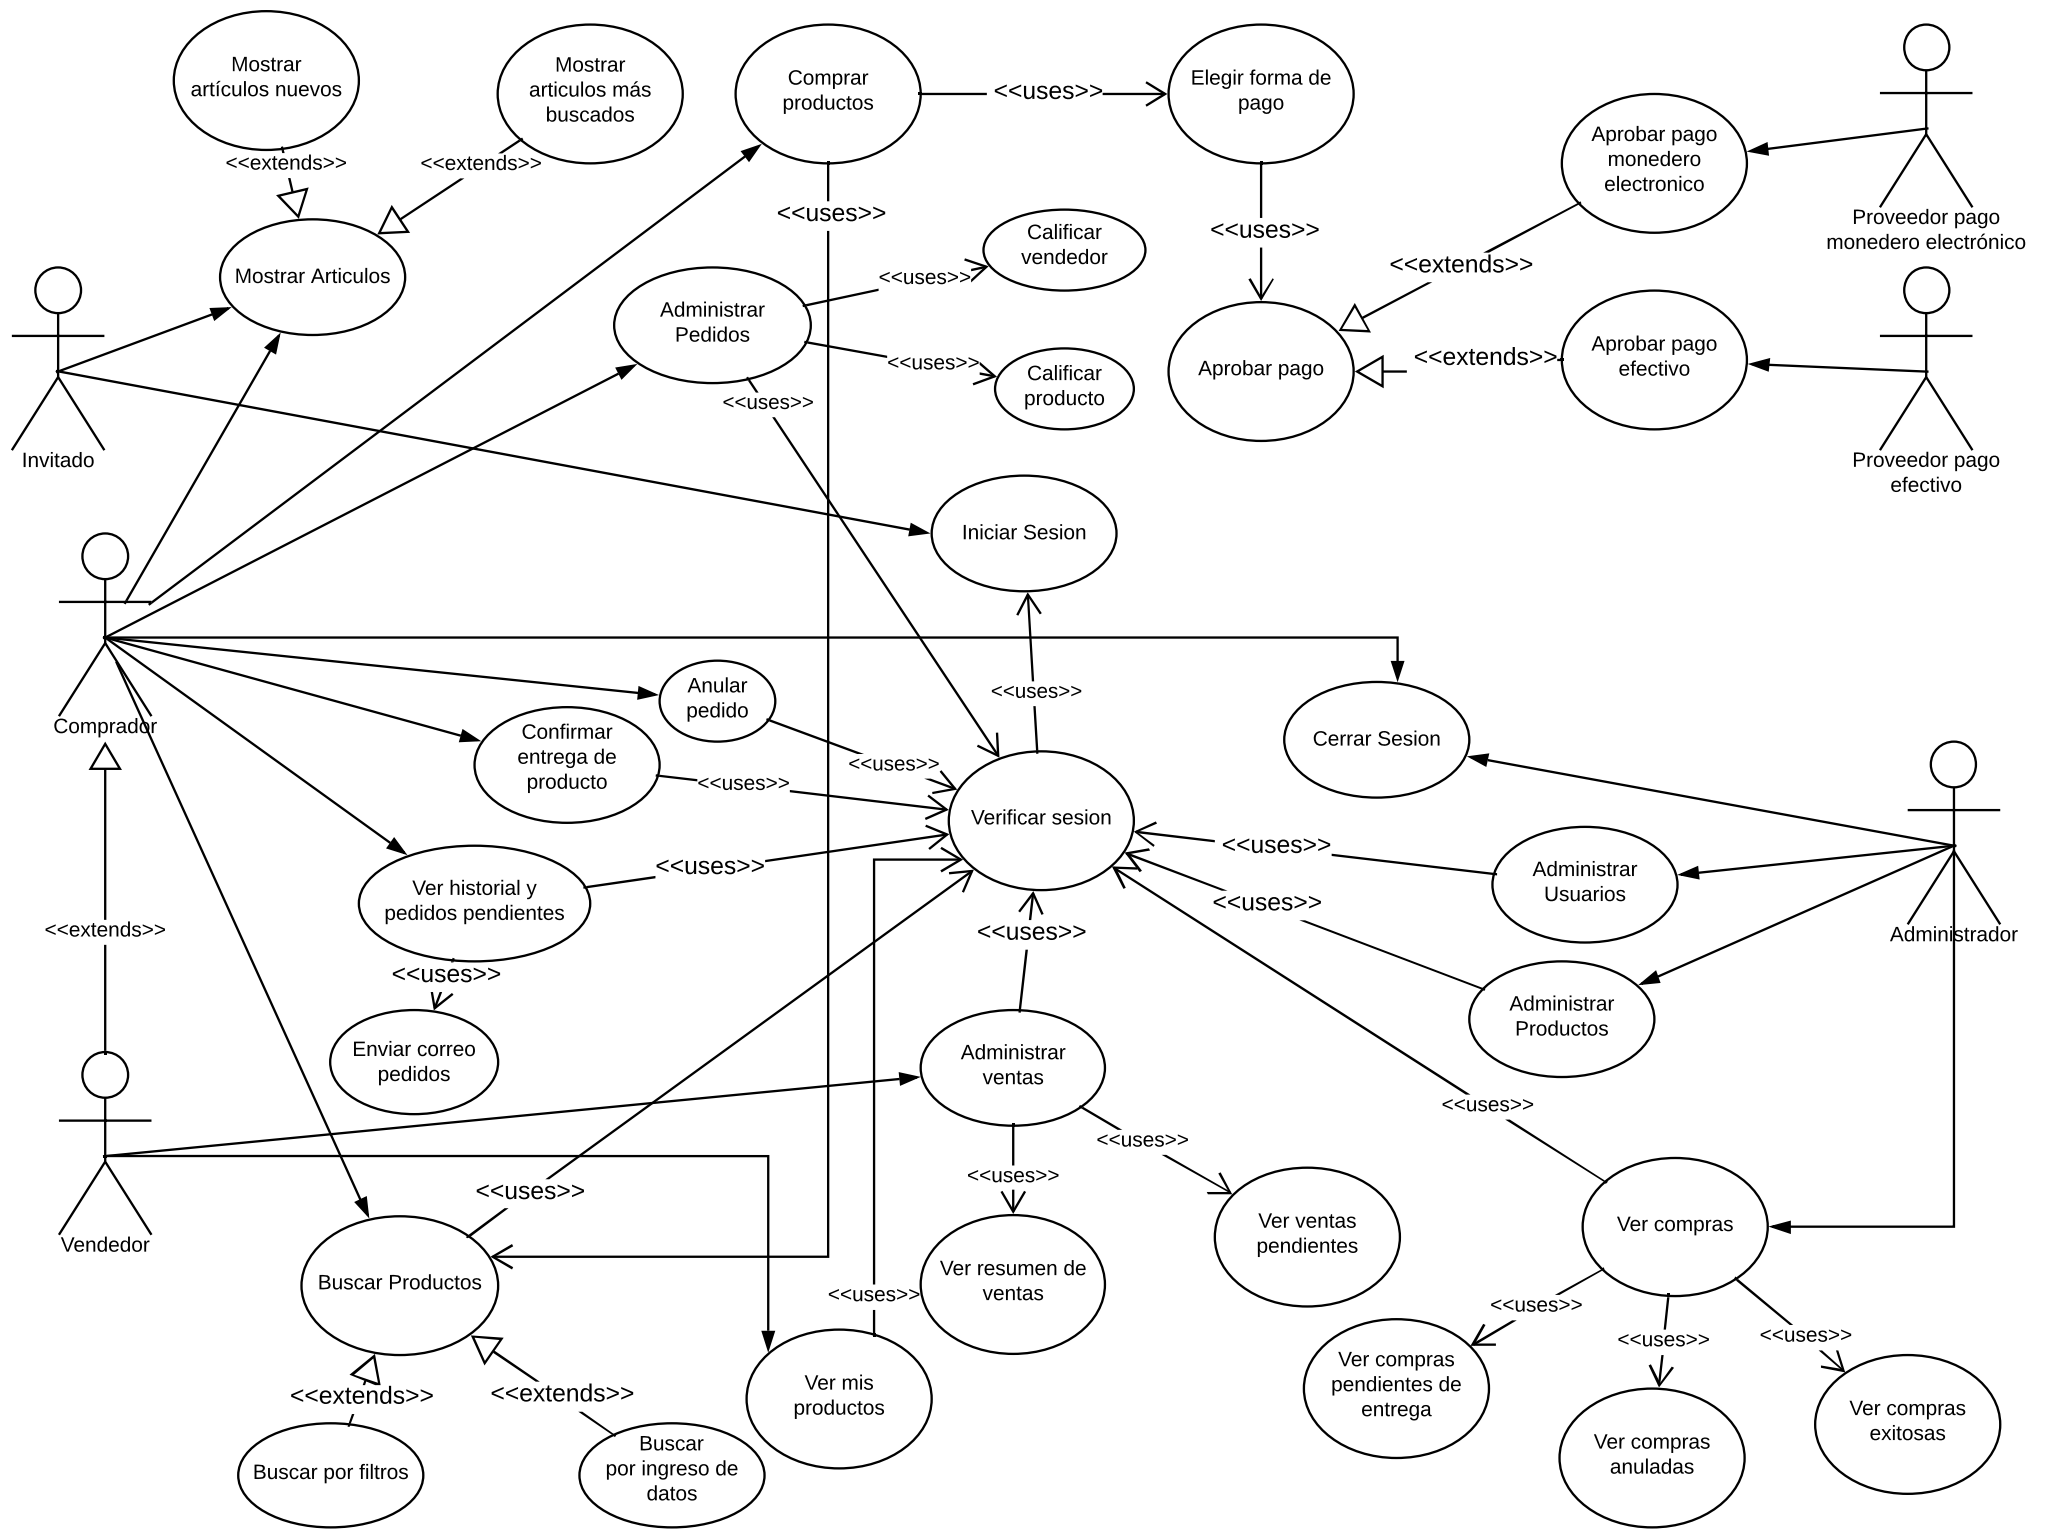 Mostrar
artículos nuevos
Mostrar
articulos más
buscados
Comprar
productos
<<uses>>
Elegir forma de
pago
Aprobar pago
monedero
electronico
Proveedor pago
monedero electrónico
<<extends>>
<<extends>>
<<uses>>
<<uses>>
Mostrar Articulos
Administrar
Pedidos
<<uses>>
Calificar
vendedor
<<uses>>
Calificar
producto
<<uses>>
<<extends>>
<<extends>>
Aprobar pago
Aprobar pago
efectivo
Proveedor pago
efectivo
Invitado
Iniciar Sesion
<<uses>>
Comprador
Anular
pedido
<<uses>>
Confirmar
entrega de
producto
<<uses>>
Cerrar Sesion
Verificar sesion
Ver historial y
pedidos pendientes
<<uses>>
<<uses>>
Administrar
Usuarios
<<uses>>
Administrador
<<extends>>
<<uses>>
<<uses>>
Enviar correo
pedidos
Administrar
ventas
Administrar
Productos
<<uses>>
<<uses>>
<<uses>>
<<uses>>
Vendedor
Buscar Productos
<<uses>>
Ver resumen de
ventas
Ver ventas
pendientes
Ver compras
<<uses>>
<<uses>>
<<uses>>
<<extends>>
<<extends>>
Ver mis
productos
Ver compras
pendientes de
entrega
Ver compras
anuladas
Ver compras
exitosas
Buscar por filtros
Buscar
por ingreso de
datos